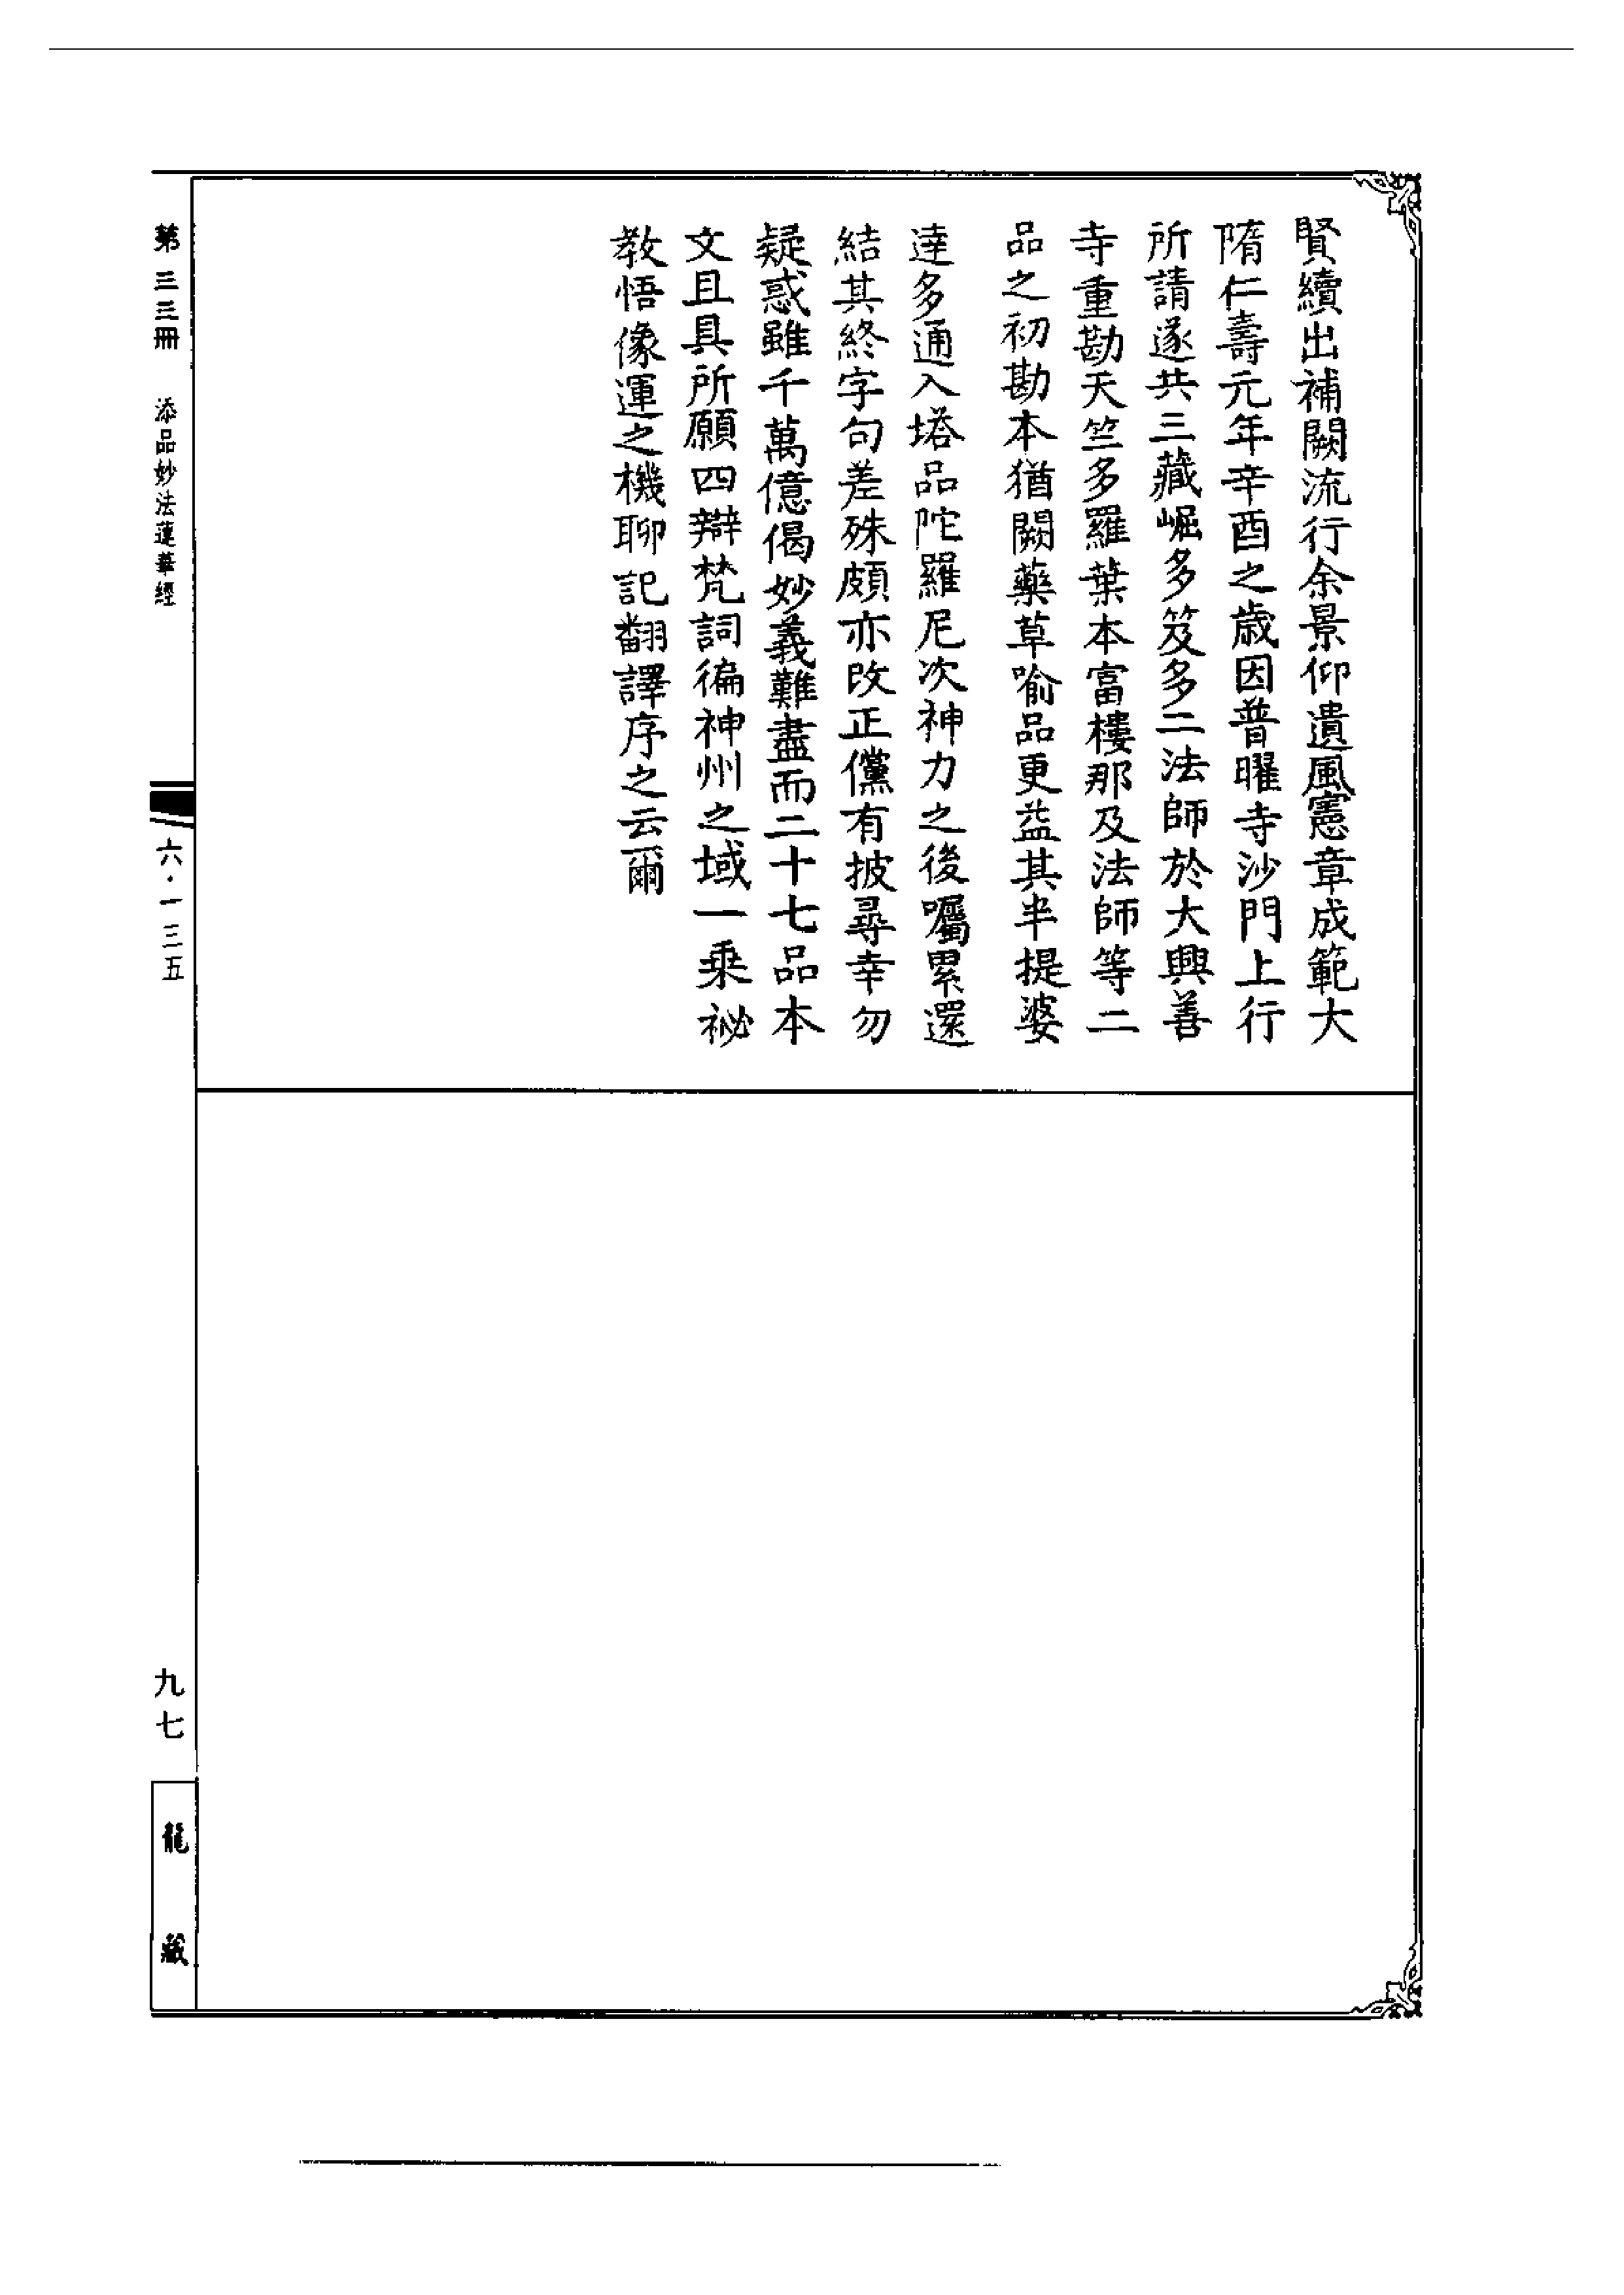 賢續出補闕流行余景仰遺風憲章成範大
隋仁壽元年辛酉之歲因普曜寺沙門上行
所請遂共三藏崛多笈多二法師於大興善
寺重勘天竺多羅葉本富樓那及法師等二
品之初勘本猶闕藥草喻品更益其半提婆
達多通入塔品陀羅尼次神力之後囑累還
結其終字句差殊頗亦改正儻有披尋幸勿
疑惑雖千萬億偈妙義難盡而二十七品本
文且具所願四辯梵詞徧神州之域一乘祕
教悟像運之機聊記翻譯序之云爾
第三三冊 添品妙法蓮華經
六·一三五
九七
龍藏